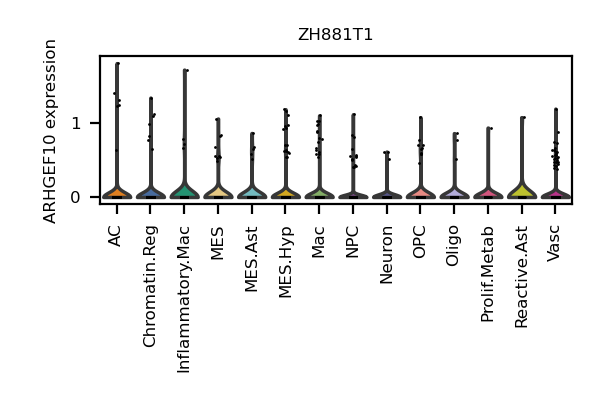 ZH881T1
ARHGEF10 expression
1
0
AC
Chromatin.Reg
Inflammatory.Mac
MES
MES.Ast
MES.Hyp
Mac
NPC
Neuron
OPC
Oligo
Prolif.Metab
Reactive.Ast
Vasc